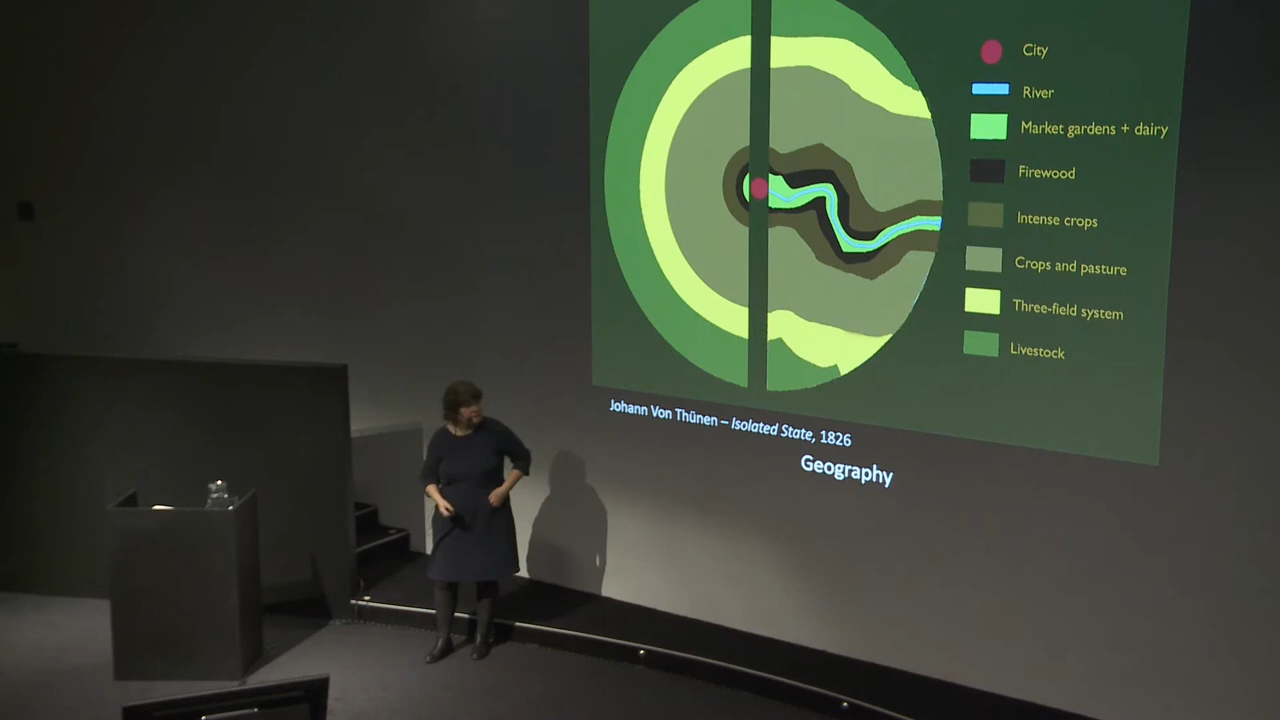 City
River
Market gardens + dairy
Firewood
Intense crops
Crops and pasture
Three-field system
Livestock
Johann Von Thünen – Isolated State, 1826
Geography